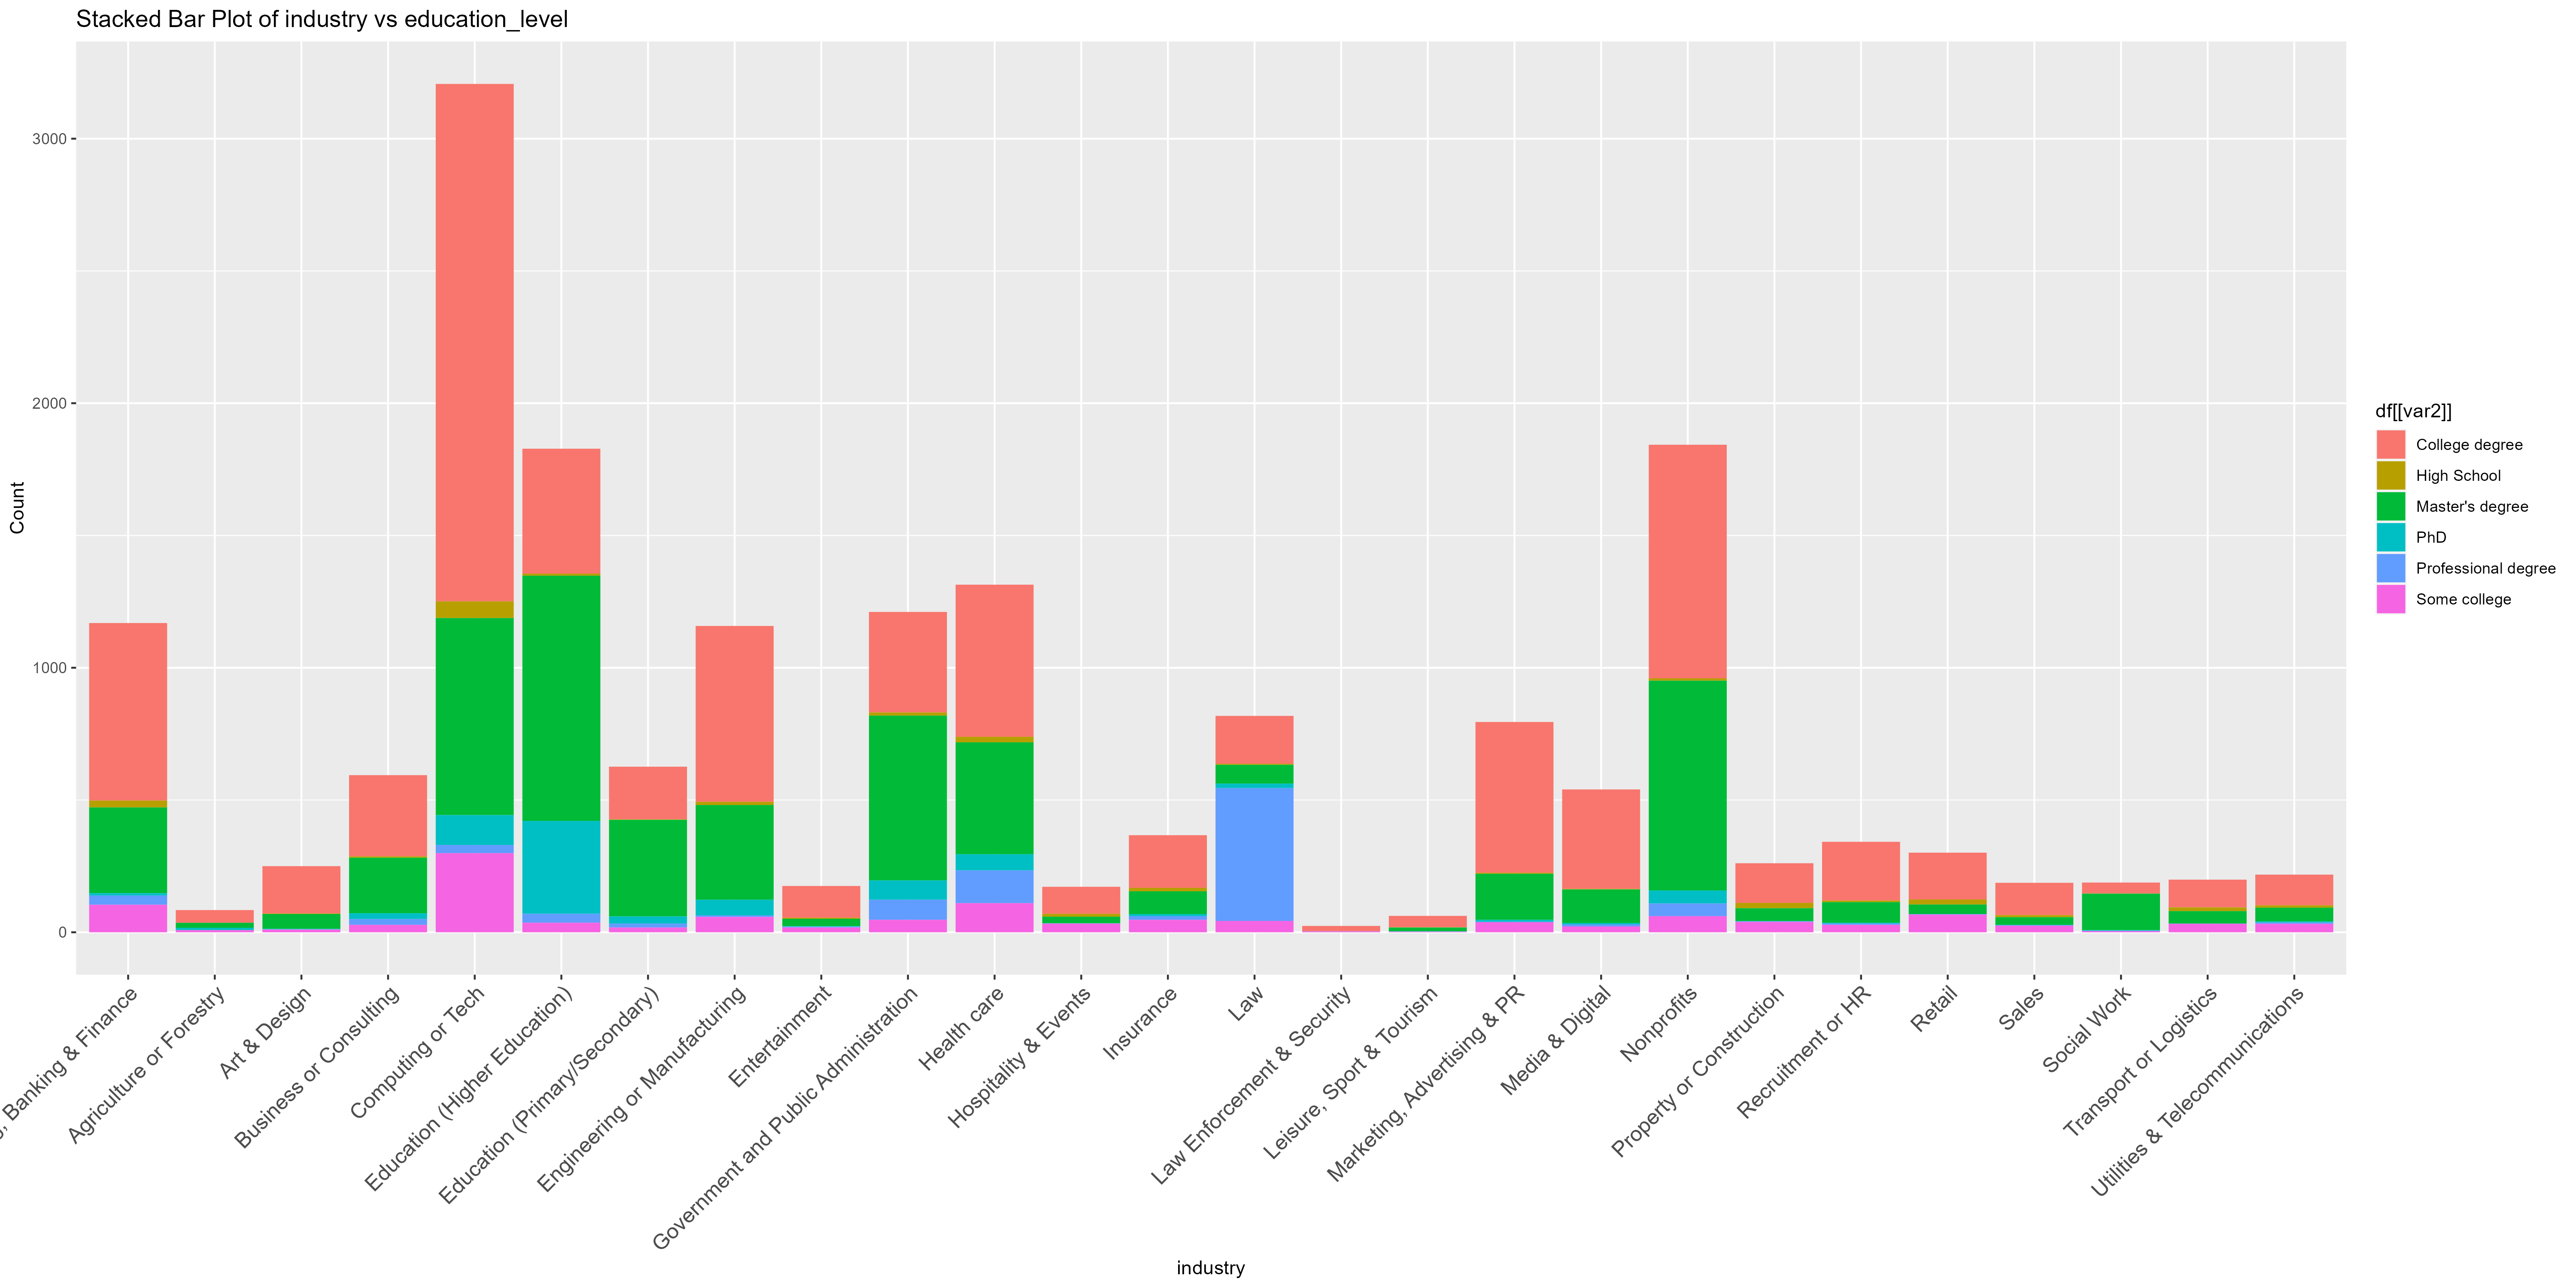 Stacked Bar Plot of industry vs education_level
3000
2000
1000
0
Count
Banking & Finance
Agriculture or Forestry
Art & Design
Business or Consulting
Computing or Tech
Education (Higher Education)
Education (Primary/Secondary)
Engineering or Manufacturing
Entertainment
Government and Public Administration
Health care
Hospitality & Events
Insurance
Law
Law Enforcement & Security
Leisure, Sport & Tourism
Marketing, Advertising & PR
Media & Digital
Nonprofits
Property or Construction
Recruitment or HR
Retail
Sales
Social Work
Transport or Logistics
Utilities & Telecommunications
industry
df[[var2]]
College degree
High School
Master's degree
PhD
Professional degree
Some college